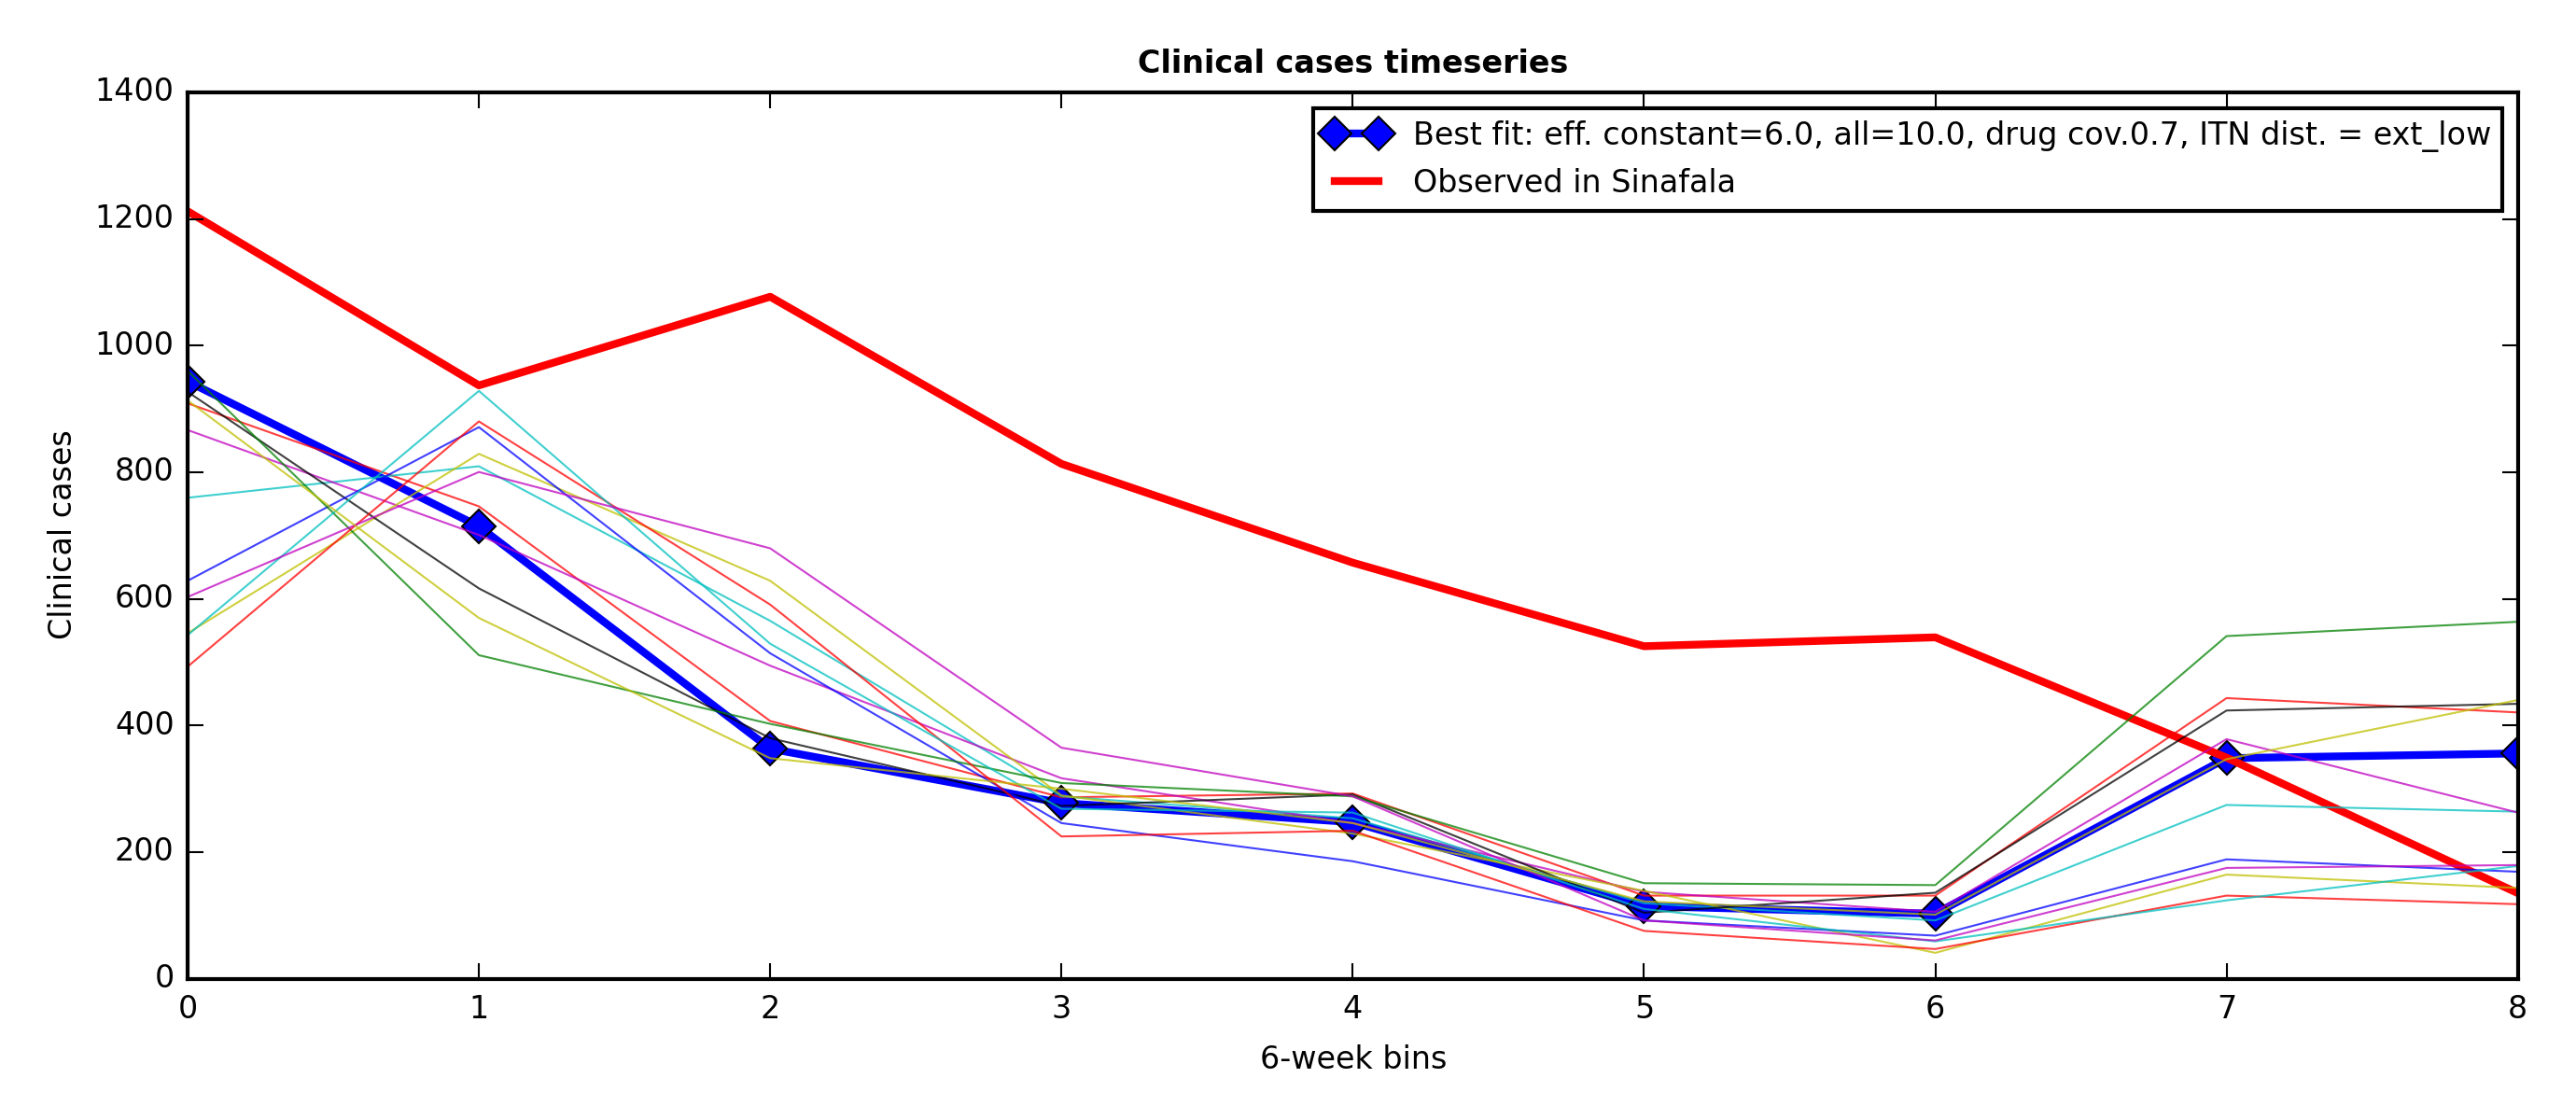 Clinical cases timeseries
1400
1200
1000
800
600
400
200
0
Clinical cases
Best fit: eff. constant=6.0, all=10.0, drug cov.0.7, ITN dist. = ext_low
Observed in Sinafala
0 1 2 3 4 5 6 7 8
6-week bins